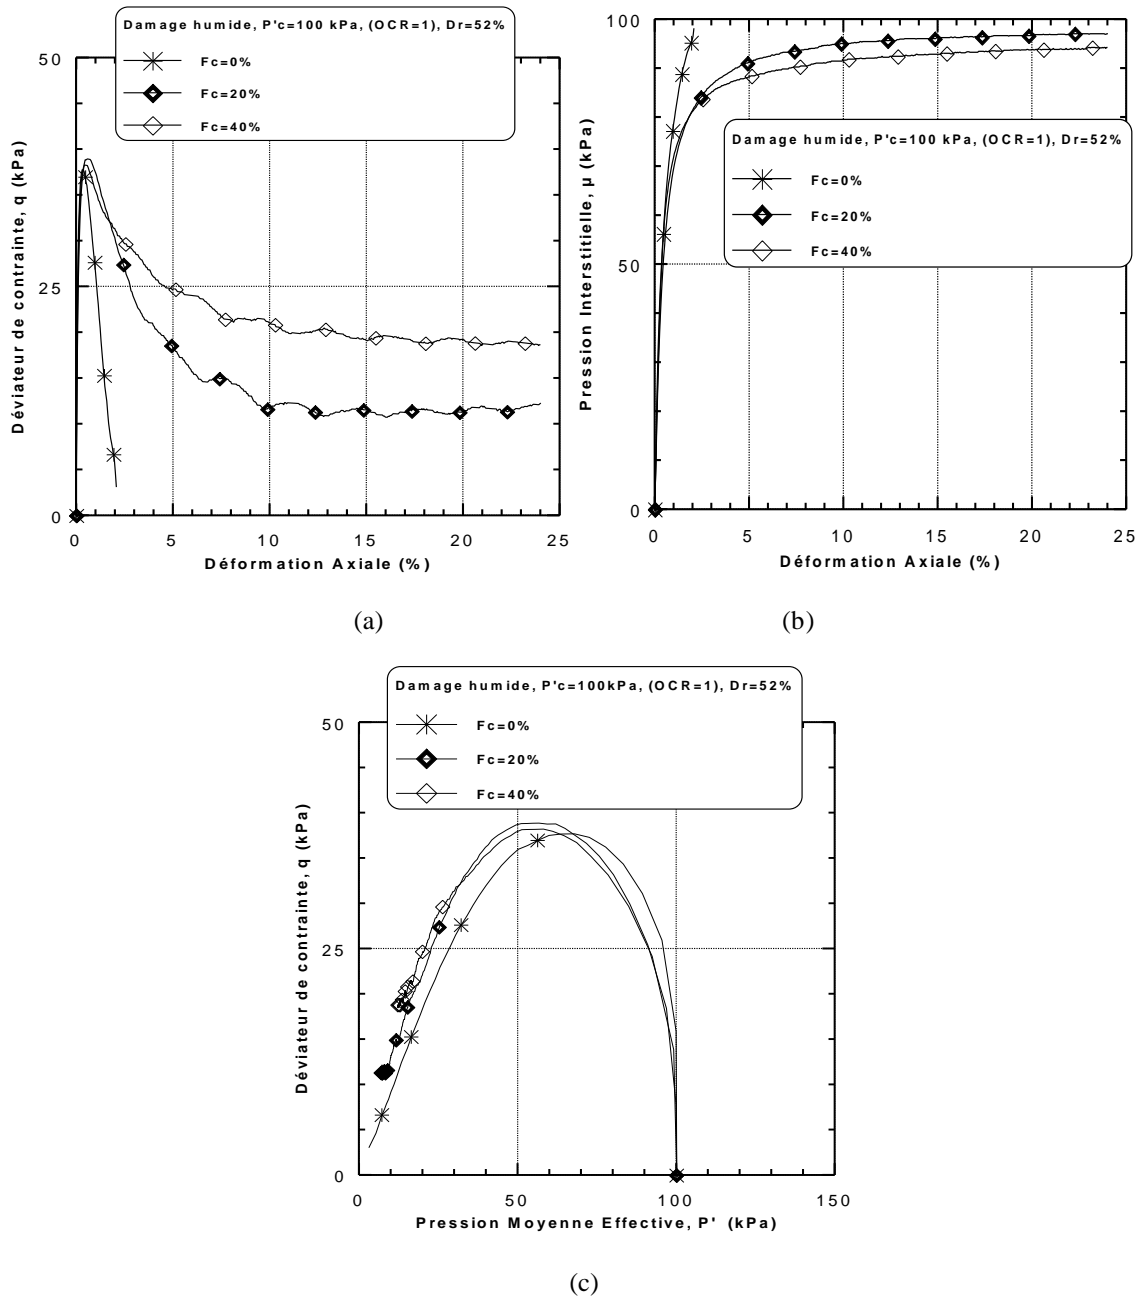 Damage humide, P'c=100 kPa, (OCR=1), Dr=52%
Fc=0%
Fc=20%
Fc=40%
50
25
0
0 5 10 15 20 25
Déviateur de contrainte, q (kPa)
Déformation Axiale (%)
(a)
100
50
0
Damage humide, P'c=100 kPa, (OCR=1), Dr=52%
Fc=0%
Fc=20%
Fc=40%
0 5 10 15 20 25
Pression Interstitielle, µ (kPa)
Déformation Axiale (%)
(b)
Damage humide, P'c=100kPa, (OCR=1), Dr=52%
Fc=0%
Fc=20%
Fc=40%
50
25
0
0 50 100 150
Déviateur de contrainte, q (kPa)
Pression Moyenne Effective, P' (kPa)
(c)